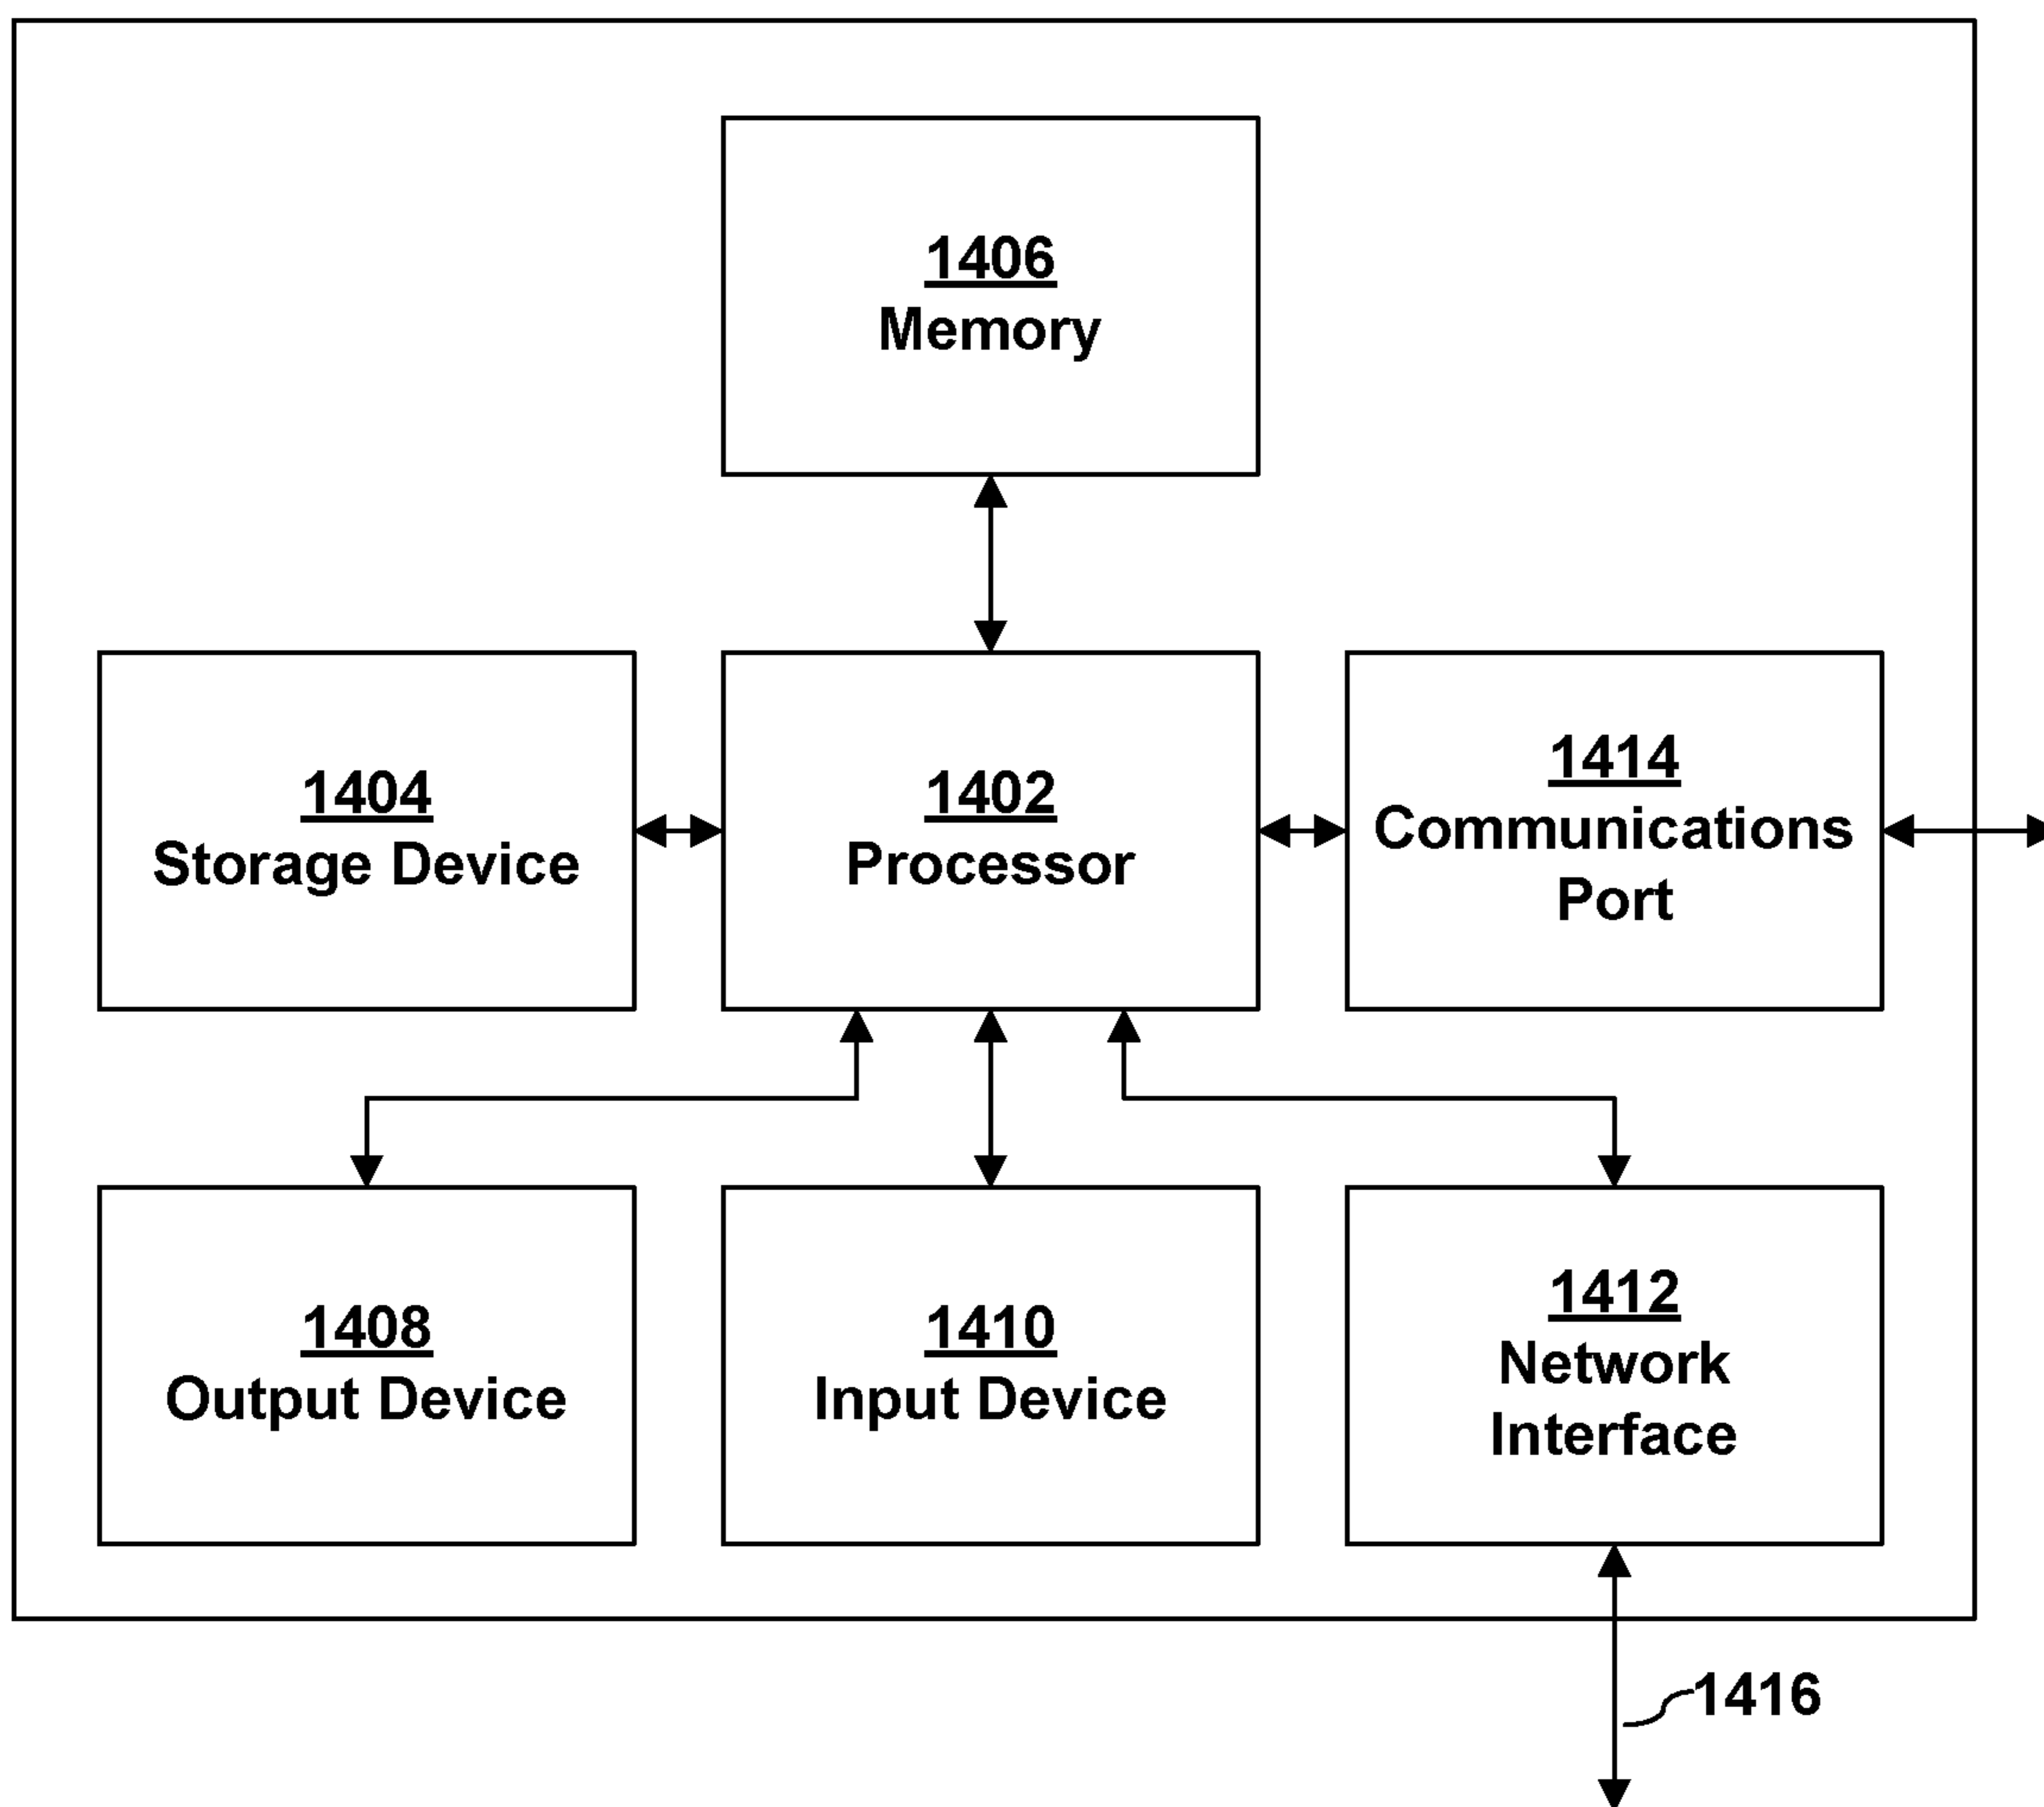 1406
Memory
1404
Storage Device
1402
Processor
1414
Communications
Port
1408
Output Device
1410
Input Device
1412
Network
Interface
1416